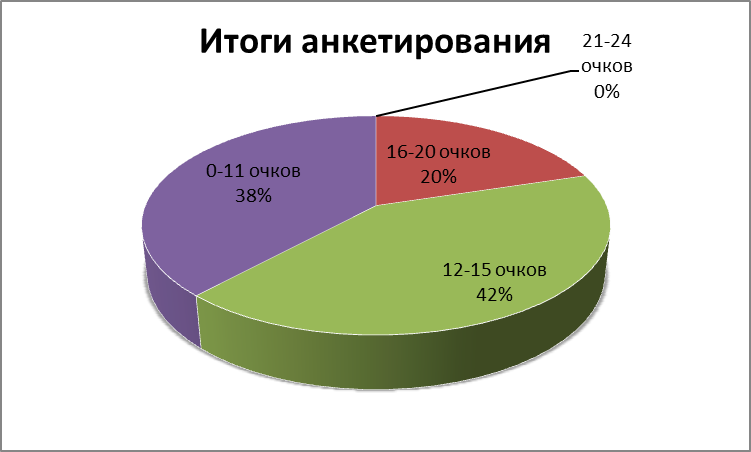 Итоги анкетирования
21-24
очков
0%
16-20 очков
20%
0-11 очков
38%
12-15 очков
42%